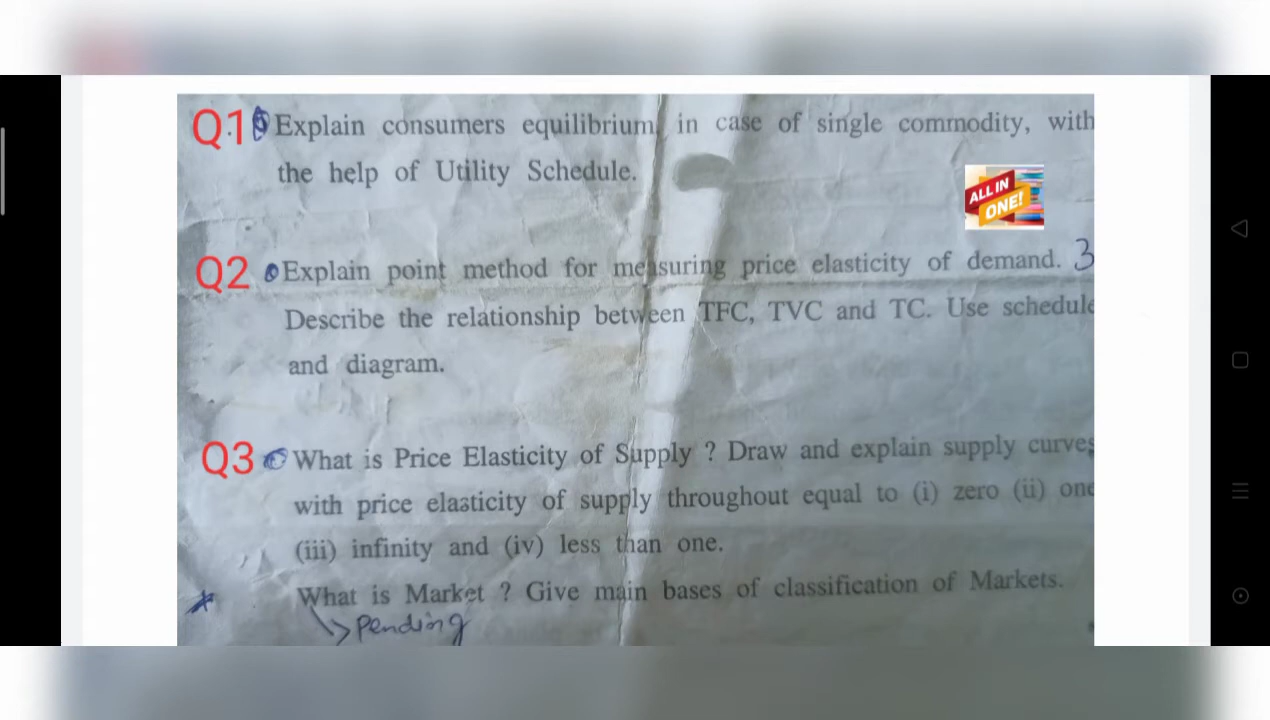 Q.1 Explain consumers equilibrium, in case of single commodity, with
the help of Utility Schedule.
ALL IN
ONE!
Q2 Explain point method for measuring price elasticity of demand. 3
Describe the relationship between TFC, TVC and TC. Use schedule
and diagram.
Q3 What is Price Elasticity of Supply ? Draw and explain supply curves
with price elasticity of supply throughout equal to (i) zero (ii) one
(iii) infinity and (iv) less than one.
What is Market ? Give main bases of classification of Markets.
Pending